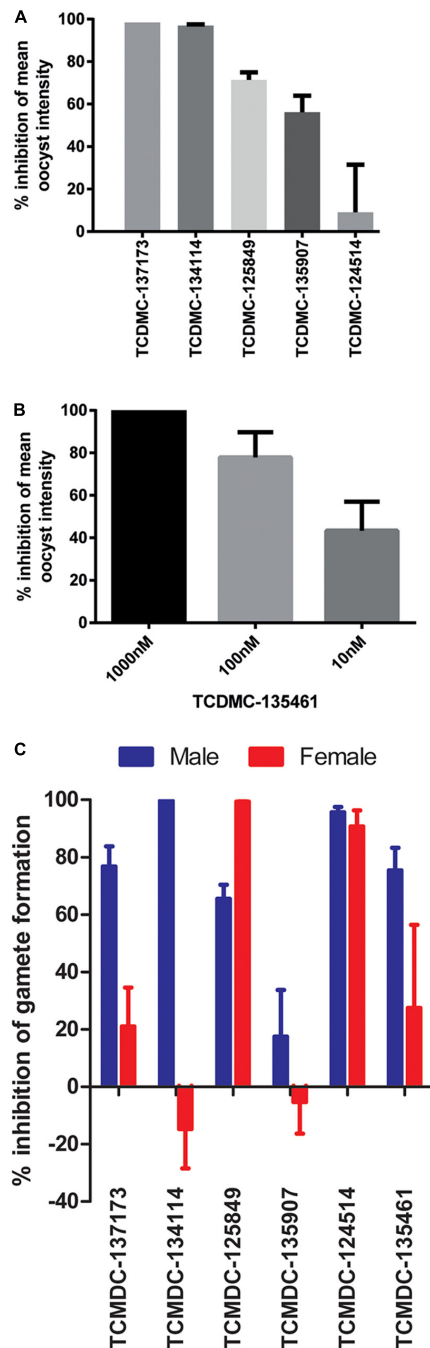 A
% inhibition of mean
oocyst intensity
100
80
60
40
20
0
TCDMC-137173
TCDMC-134114
TCDMC-125849
TCDMC-135907
TCDMC-124514
B
% inhibition of mean
oocyst intensity
100
80
60
40
20
0
1000nM
100nM
10nM
TCDMC-135461
C
Male
Female
% inhibition of gamete formation
100
80
60
40
20
0
-20
-40
TCMDC-137173
TCMDC-134114
TCMDC-125849
TCMDC-135907
TCMDC-124514
TCMDC-135461